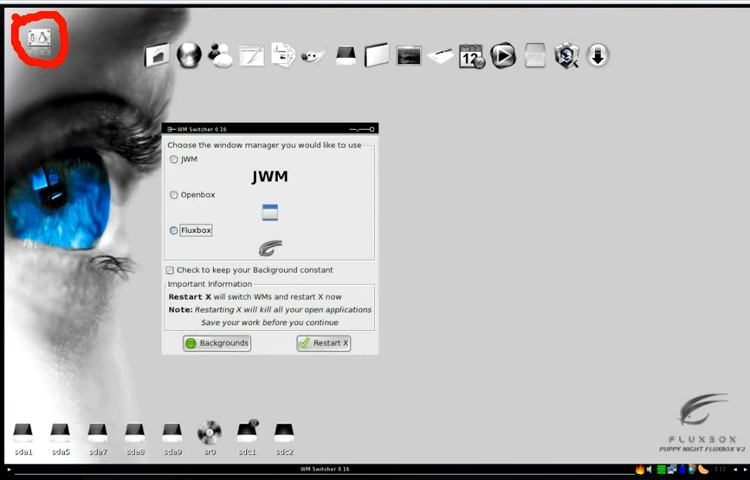 12
WM Switcher 0.16
Choose the window manager you would like to use
JWM
JWM
Openbox
Fluxbox
Check to keep your Background constant
Important Information
Restart X will switch WMs and restart X now
Note: Restarting X will kill all your open applications
Save your work before you continue
Backgrounds
Restart X
FLUXBOX
PUPPY NIGHT FLUXBOX V.2
sda1 sda5 sda7 sda8 sda9 sr0 sdc1 sdc2
WM Switcher 0.16